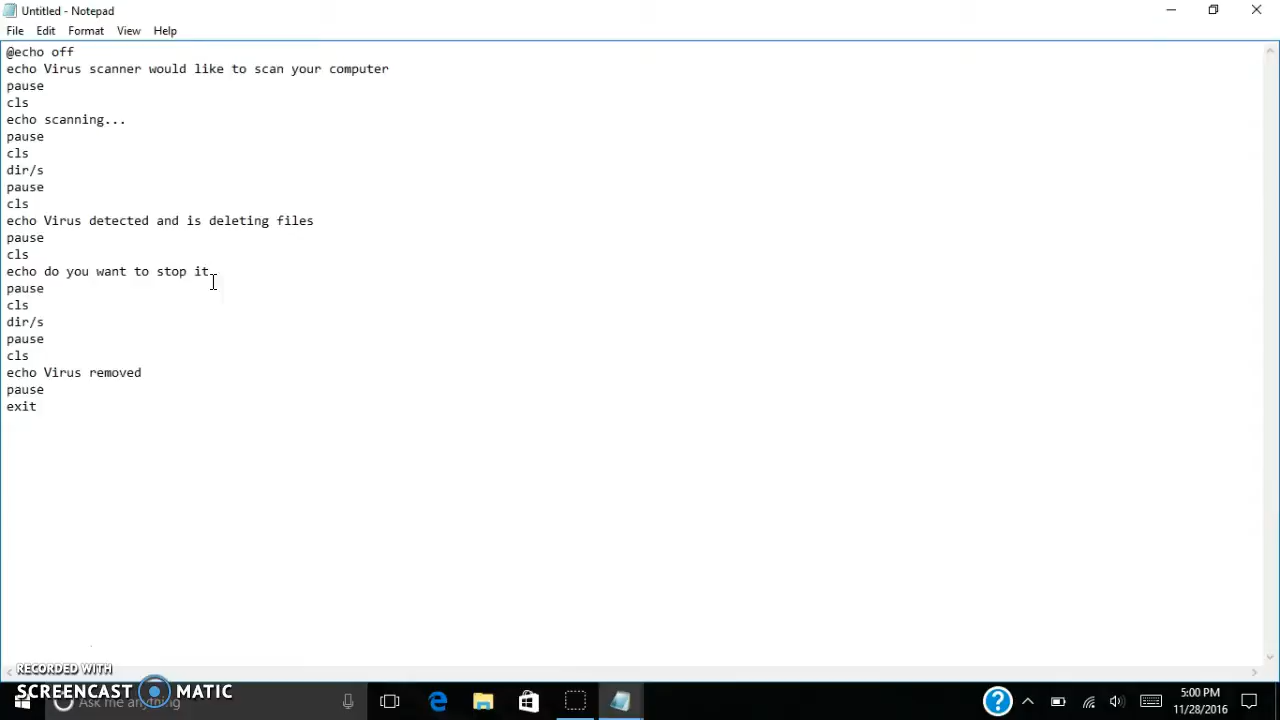 Untitled - Notepad
File Edit Format View Help
@echo off
echo Virus scanner would like to scan your computer
pause
cls
echo scanning...
pause
cls
dir/s
pause
cls
echo Virus detected and is deleting files
pause
cls
echo do you want to stop it
pause
cls
dir/s
pause
cls
echo Virus removed
pause
exit
RECORDED WITH
SCREENCAST MATIC
Ask me anything
5:00 PM
11/28/2016